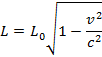 L = L₀√(1 − v²/c²)